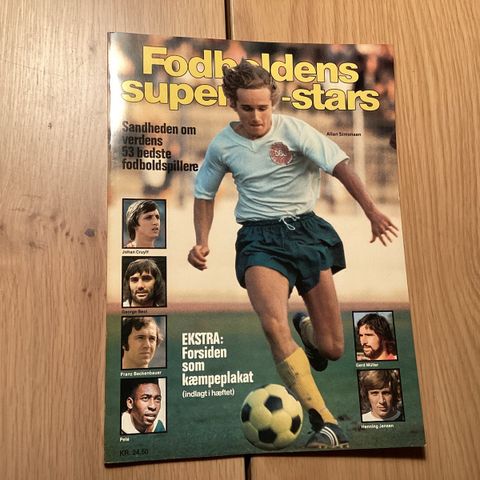 Fodboldens
super -stars
Allan Simonsen
Sandheden om
verdens
53 bedste
fodboldspillere
Johan Cruyff
George Best
Franz Beckenbauer
Pelé
EKSTRA:
Forsiden
som
kæmpeplakat
(indlagt i hæftet)
Gerd Müller
Henning Jensen
KR. 24,50